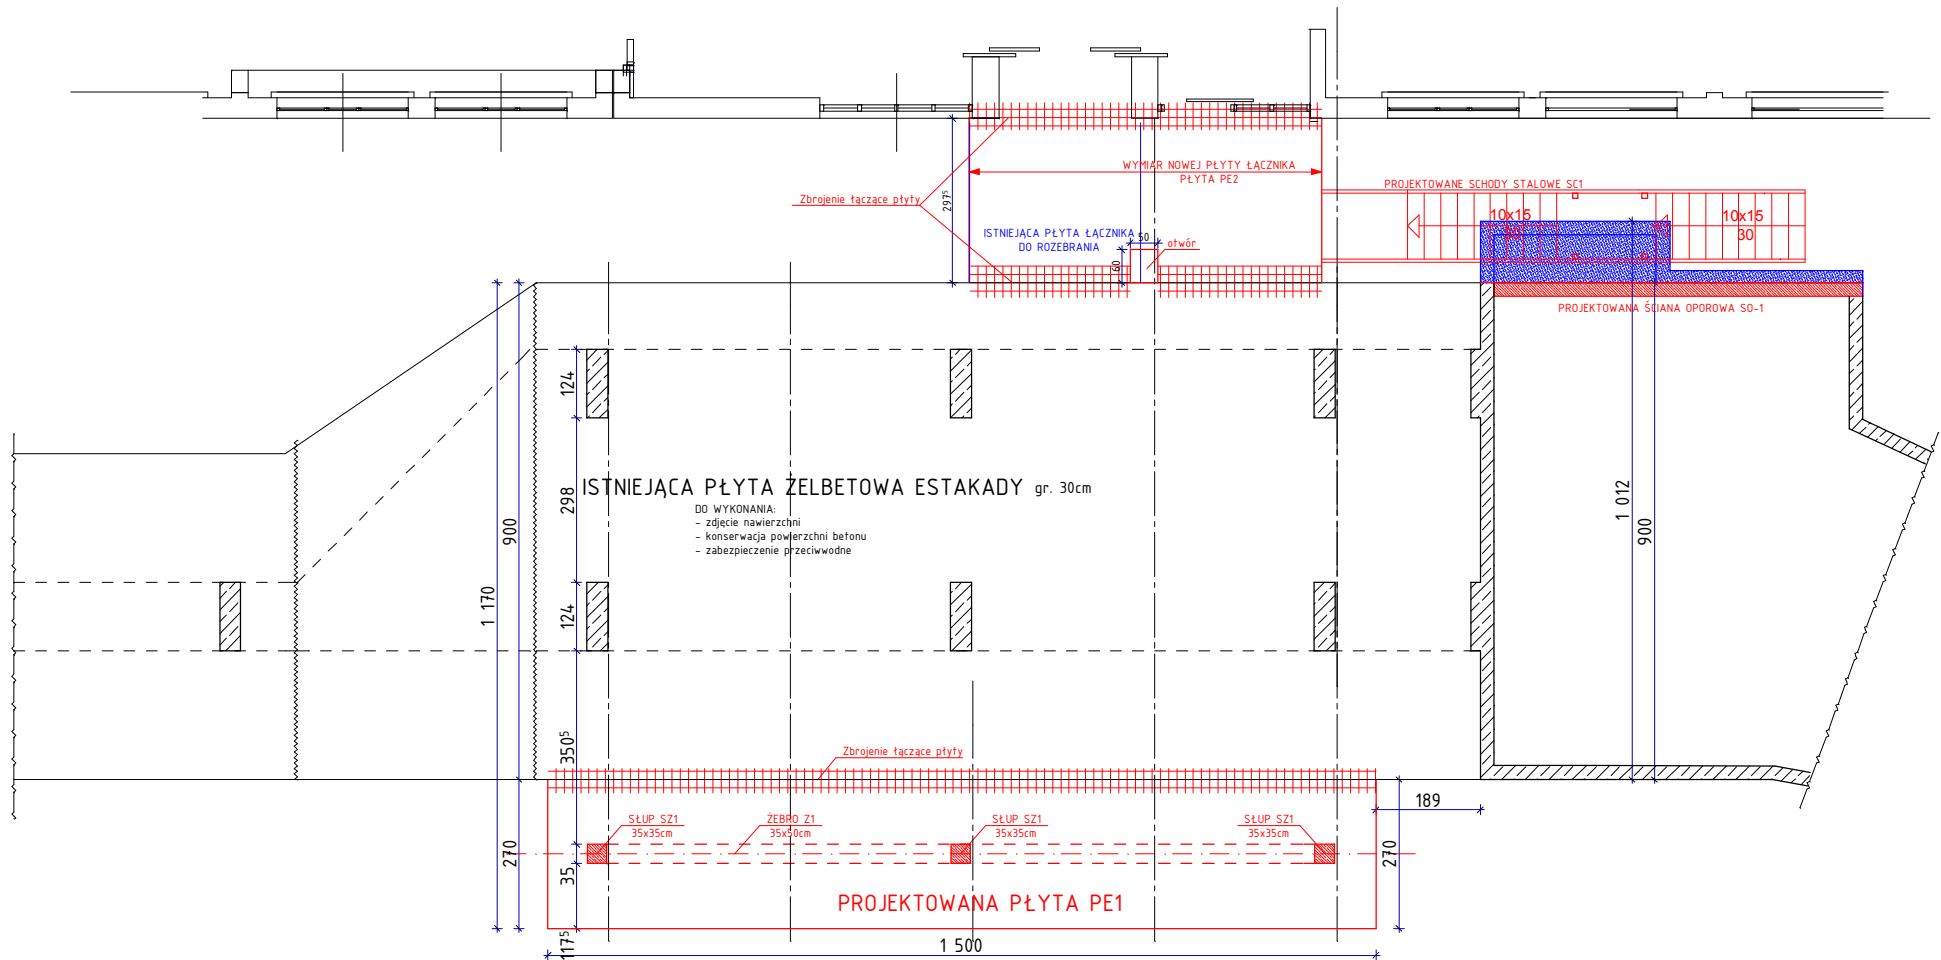 WYMIAR NOWEJ PŁYTY ŁĄCZNIKA
PŁYTA PE2
PROJEKTOWANE SCHODY STALOWE SC1
Zbrojenie łączące płyty
297⁵
10x15
30
10x15
30
ISTNIEJĄCA PŁYTA ŁĄCZNIKA
DO ROZEBRANIA
50
otwór
60
PROJEKTOWANA ŚCIANA OPOROWA SO-1
124
298
124
350⁵
35
117⁵
900
1 170
270
ISTNIEJĄCA PŁYTA ŻELBETOWA ESTAKADY gr. 30cm
DO WYKONANIA:
- zdjęcie nawierzchni
- konserwacja powierzchni betonu
- zabezpieczenie przeciwwodne
1 012
900
Zbrojenie łączące płyty
189
SŁUP SZ1
35x35cm
ŻEBRO Z1
35x50cm
SŁUP SZ1
35x35cm
SŁUP SZ1
35x35cm
270
PROJEKTOWANA PŁYTA PE1
1 500